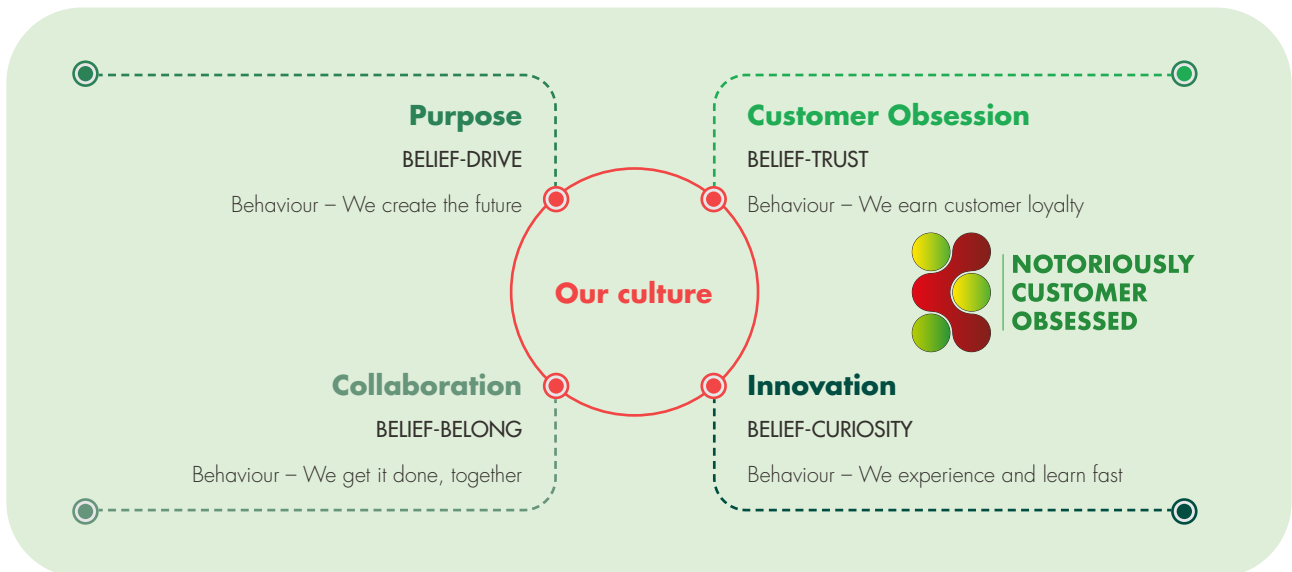 Purpose
BELIEF-DRIVE
Behaviour – We create the future
Customer Obsession
BELIEF-TRUST
Behaviour – We earn customer loyalty
NOTORIOUSLY
CUSTOMER
OBSESSED
Our culture
Collaboration
BELIEF-BELONG
Behaviour – We get it done, together
Innovation
BELIEF-CURIOSITY
Behaviour – We experience and learn fast